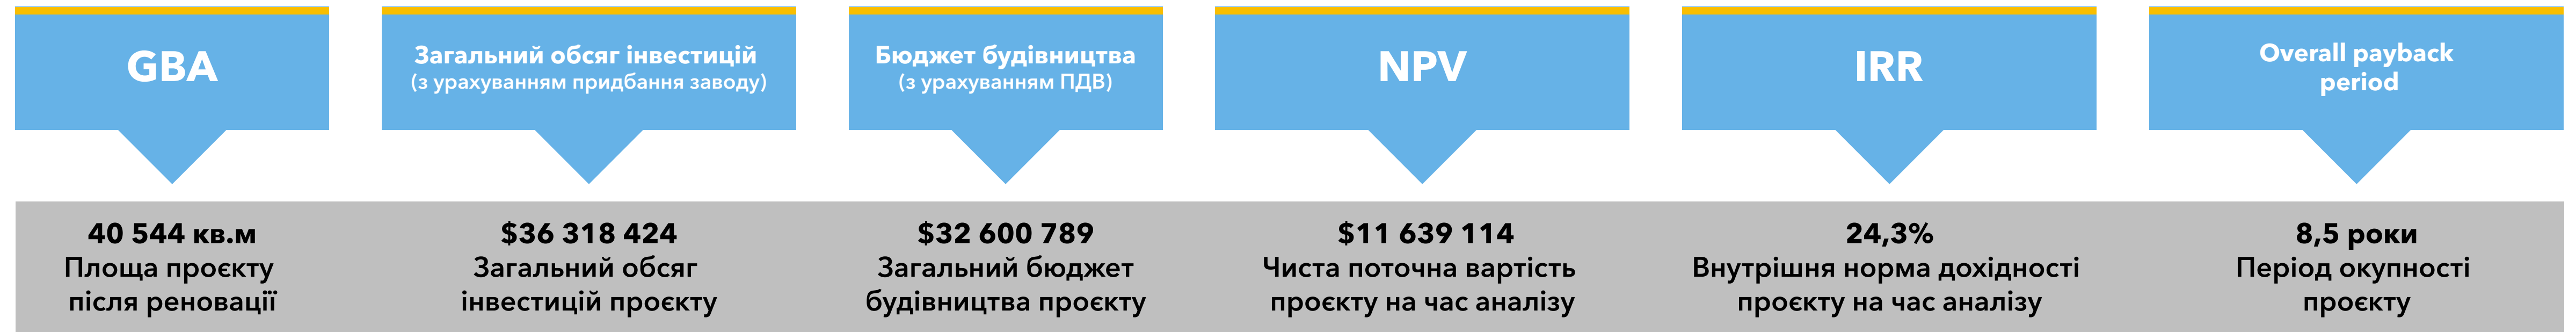 GBA
Загальний обсяг інвестицій
(з урахуванням придбання заводу)
Бюджет будівництва
(з урахуванням ПДВ)
NPV
IRR
Overall payback
period
40 544 кв.м
Площа проєкту
після реновації
$36 318 424
Загальний обсяг
інвестицій проєкту
$32 600 789
Загальний бюджет
будівництва проєкту
$11 639 114
Чиста поточна вартість
проєкту на час аналізу
24,3%
Внутрішня норма дохідності
проєкту на час аналізу
8,5 роки
Період окупності
проєкту